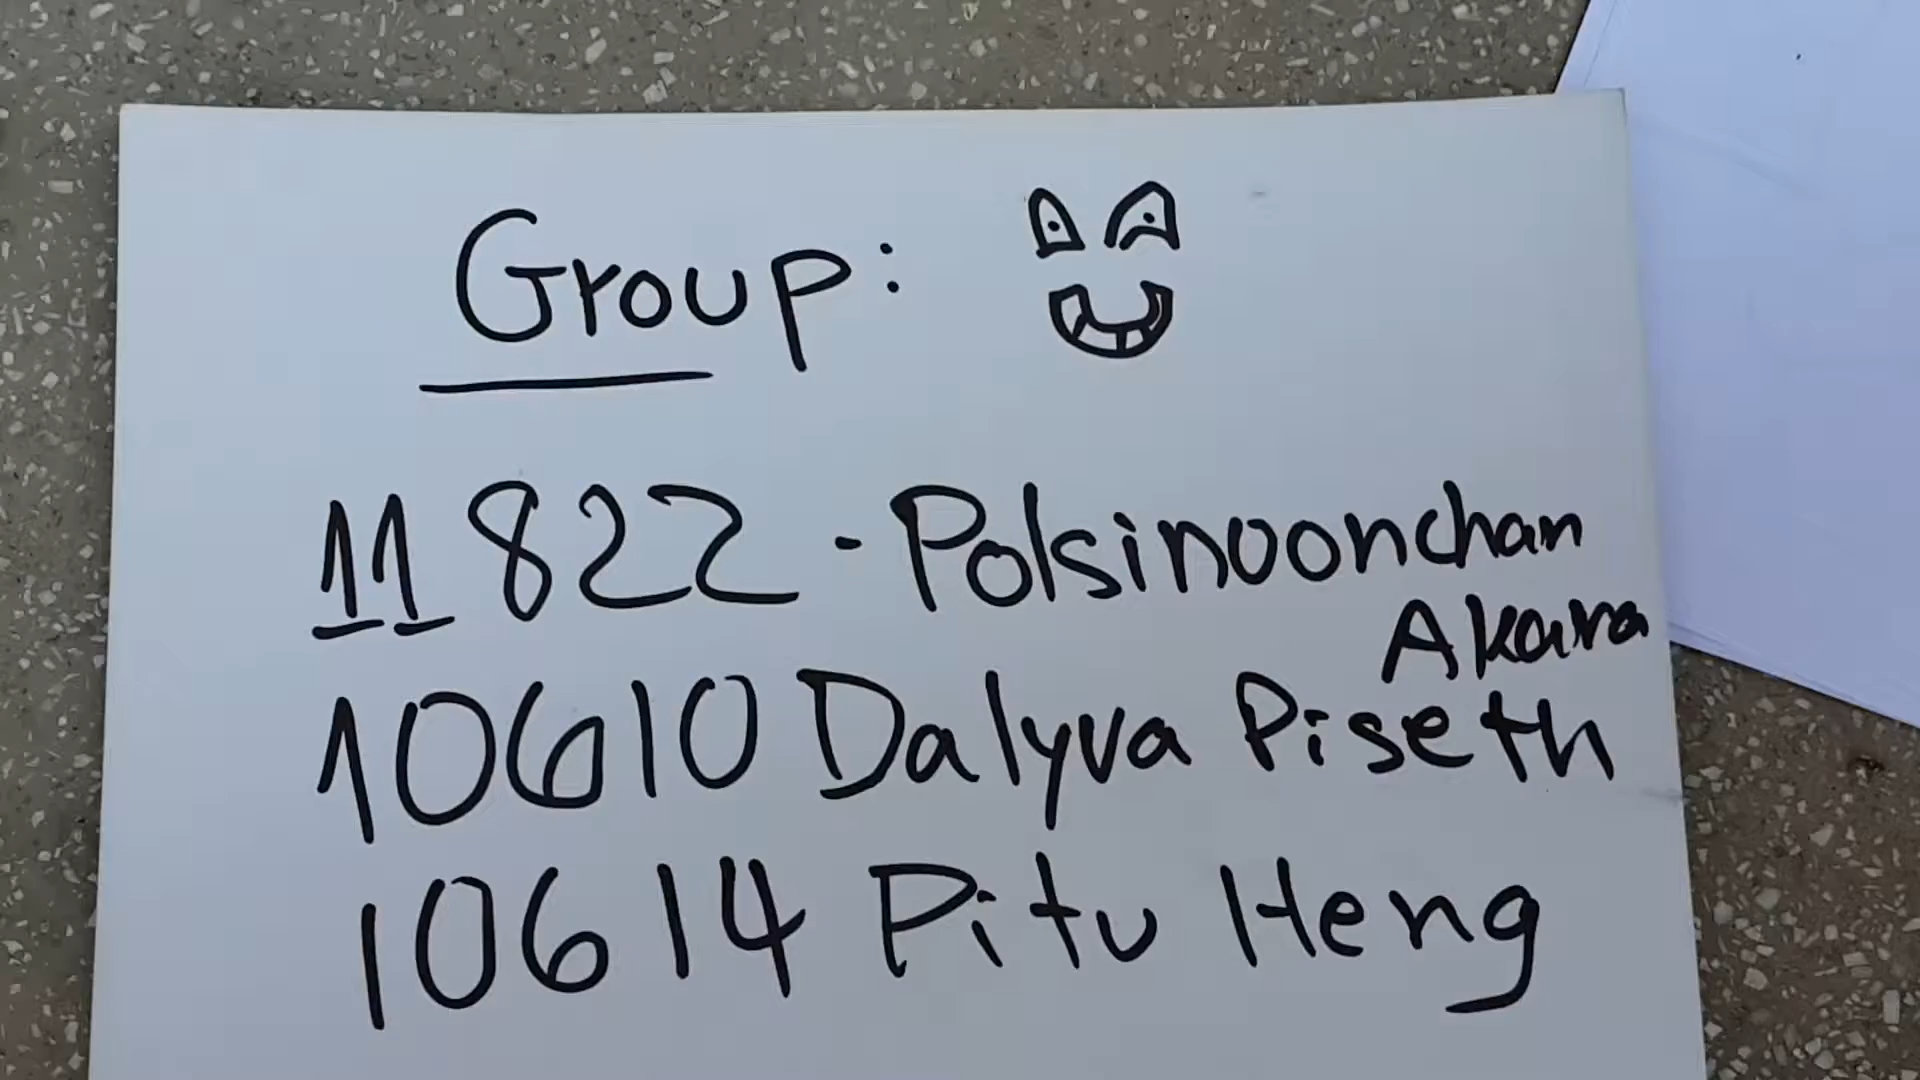 Group:
11822 - Polsinoonchan
Akara
10610 Dalyva Piseth
10614 Pitu Heng